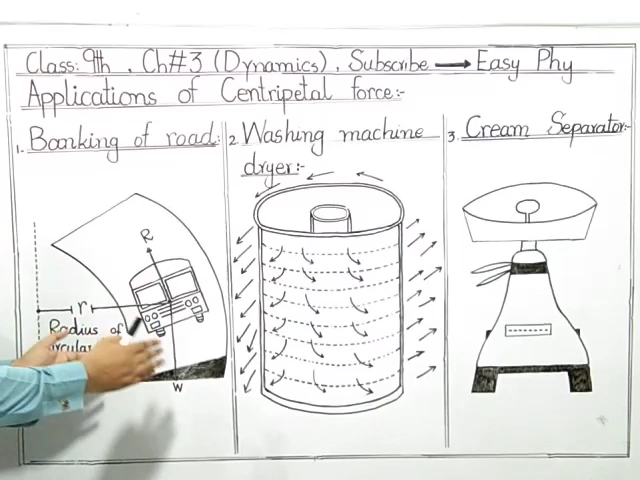 Class: 9th , Ch#3 (Dynamics) , Subscribe → Easy Phy
Applications of Centripetal force:-
1. Banking of road:-
2. Washing machine
dryer:-
3. Cream Separator:-
R
r
Radius of
W